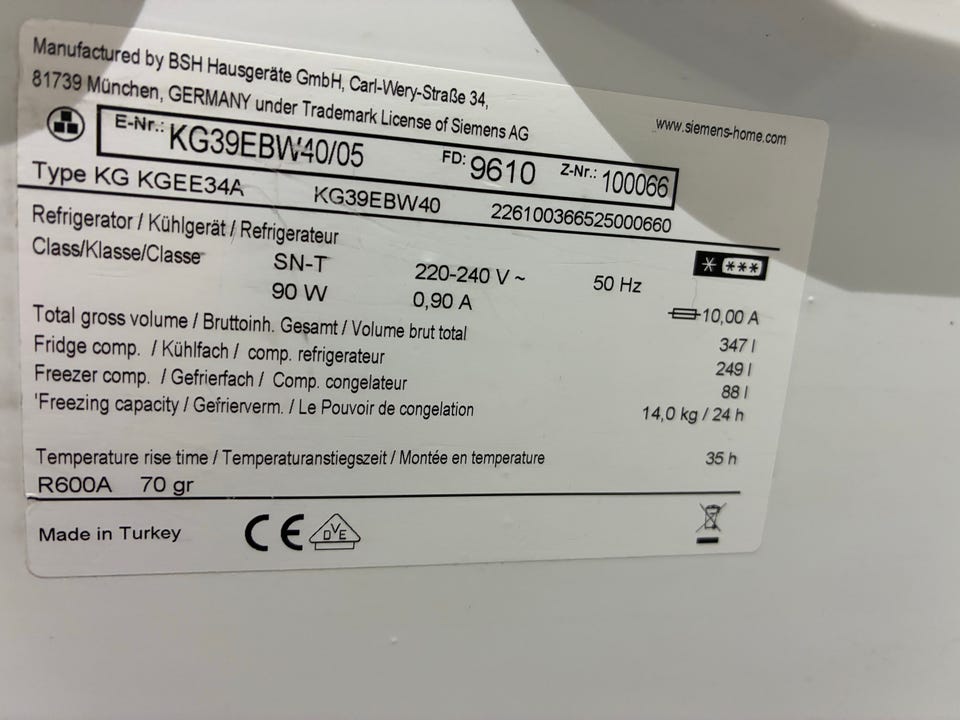 Manufactured by BSH Hausgeräte GmbH, Carl-Wery-Straße 34,
81739 München, GERMANY under Trademark License of Siemens AG
www.siemens-home.com
E-Nr.: KG39EBW40/05 FD: 9610 Z-Nr.: 100066
Type KG KGEE34A KG39EBW40 226100366525000660
Refrigerator / Kühlgerät / Refrigerateur
Class/Klasse/Classe SN-T 220-240 V ~ 50 Hz
90 W 0,90 A 10,00 A
Total gross volume / Bruttoinh. Gesamt / Volume brut total 347 l
Fridge comp. / Kühlfach / comp. refrigerateur 249 l
Freezer comp. / Gefrierfach / Comp. congelateur 88 l
'Freezing capacity / Gefrierverm. / Le Pouvoir de congelation 14,0 kg / 24 h
Temperature rise time / Temperaturanstiegszeit / Montée en temperature 35 h
R600A 70 gr
Made in Turkey CE DVE